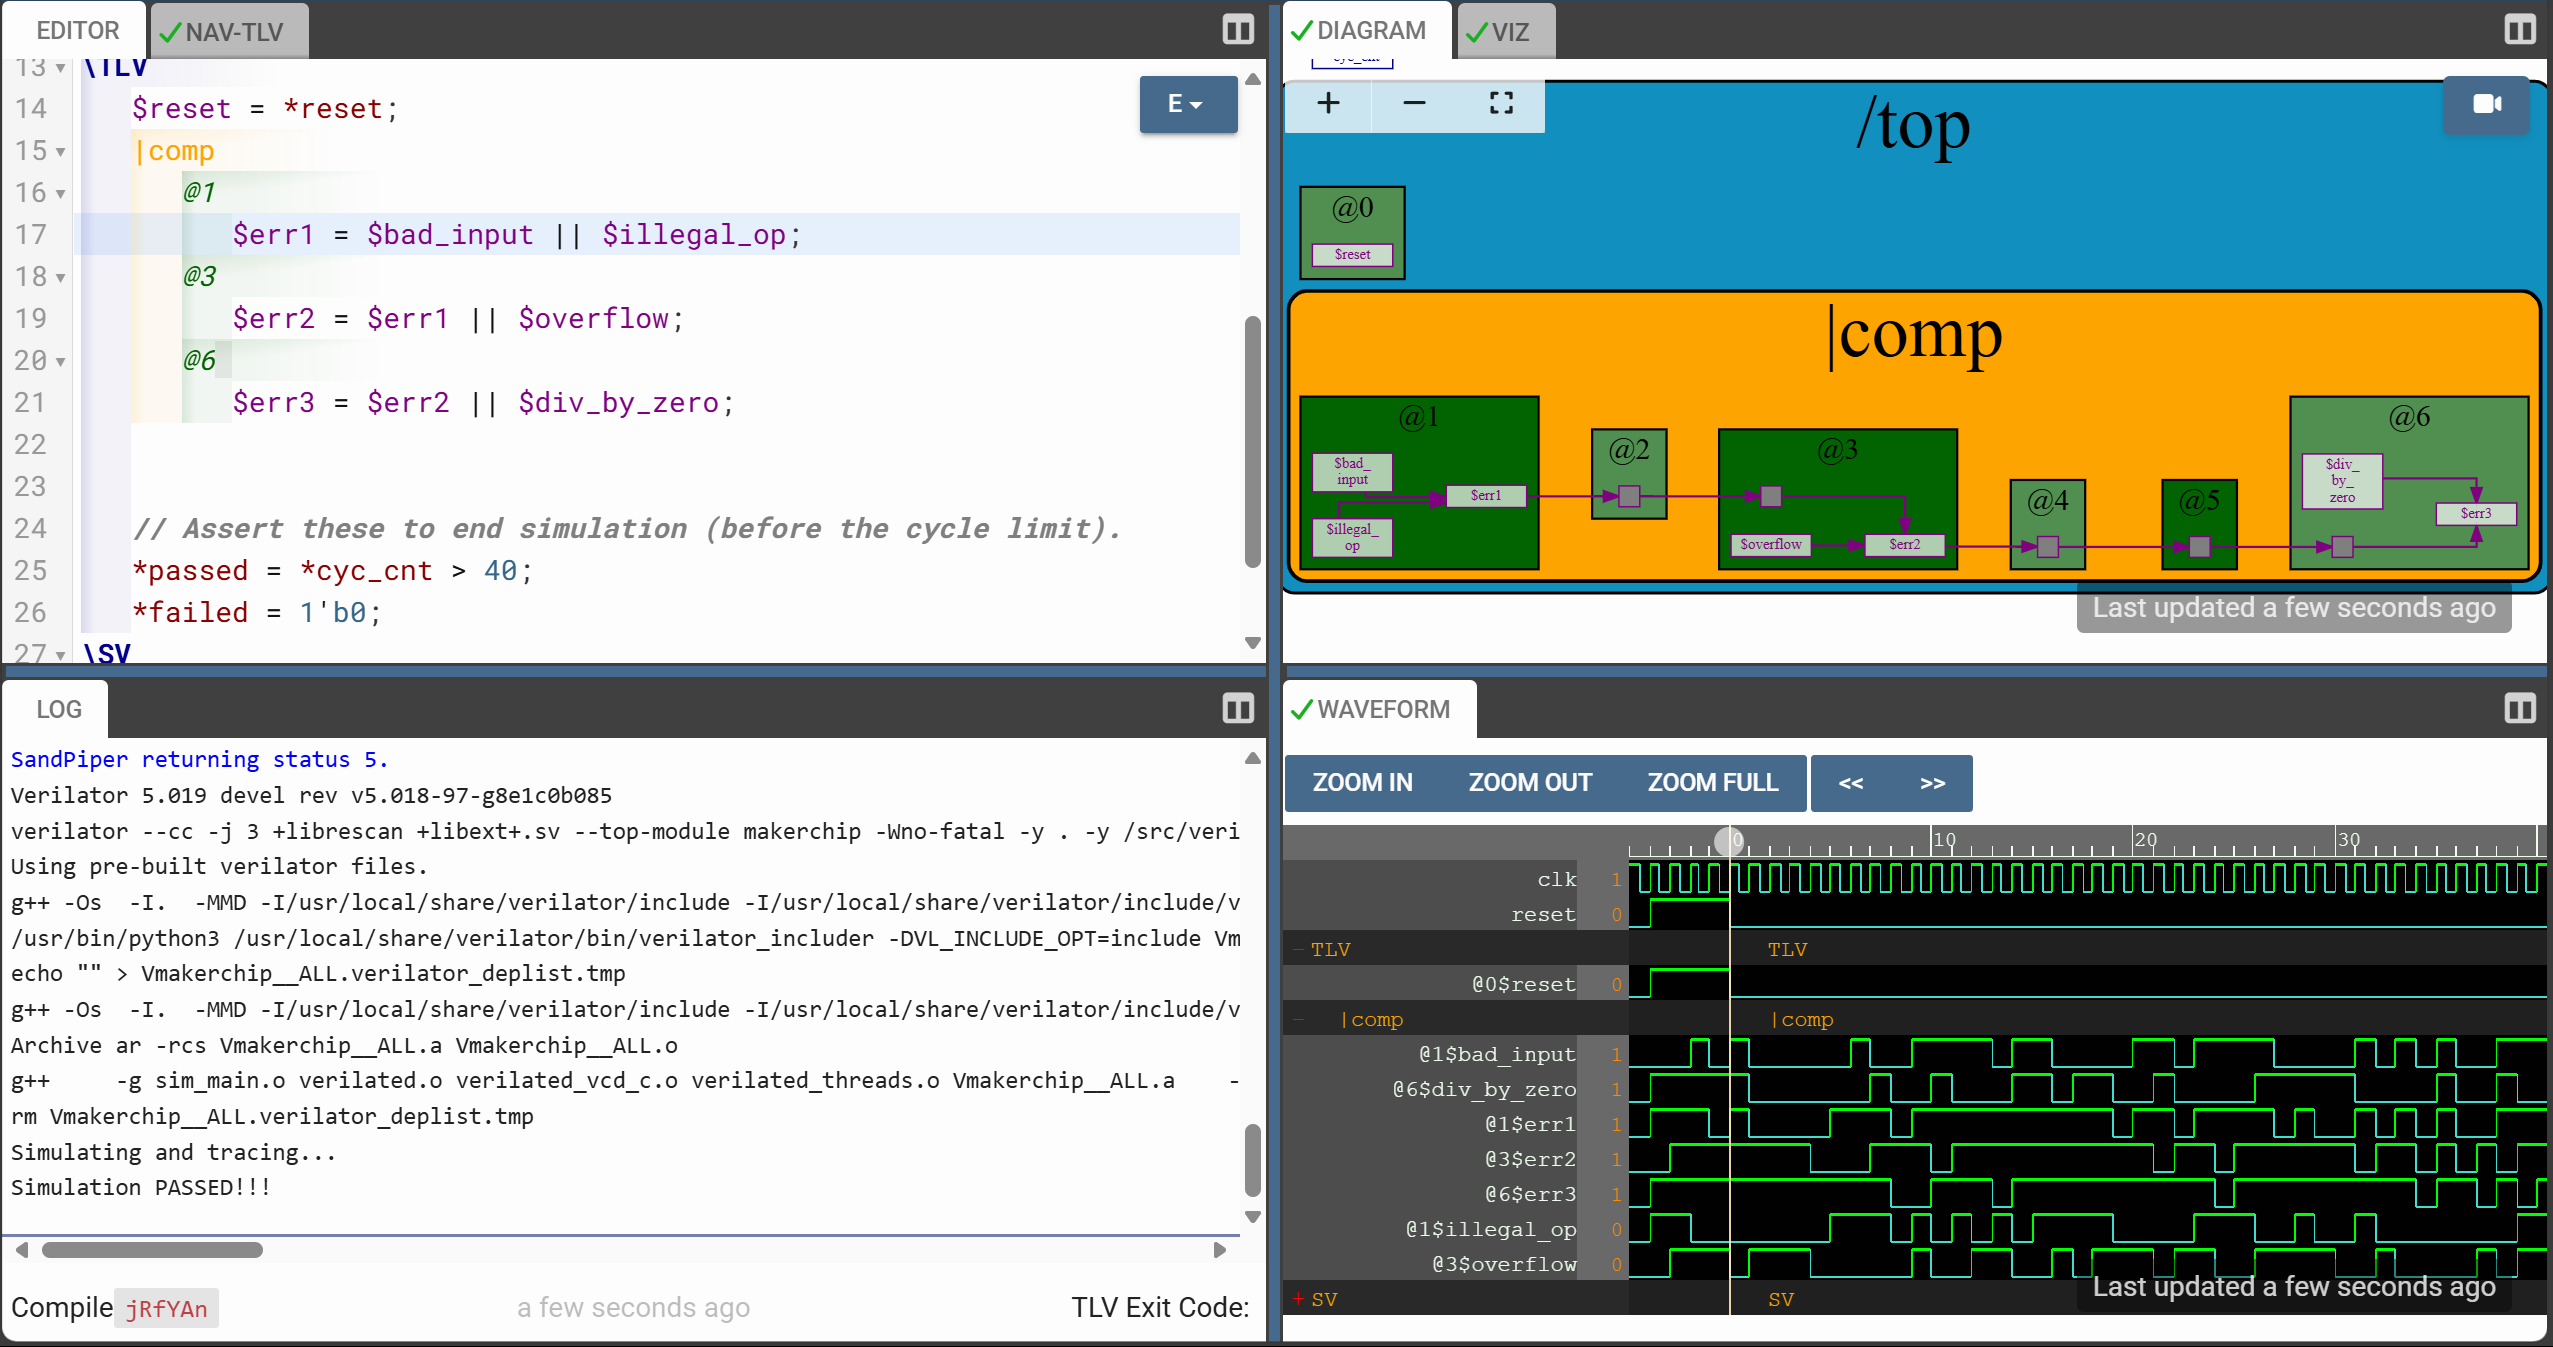 EDITOR
NAV-TLV
13 \TLV
14 $reset = *reset;
15 |comp
16 @1
17 $err1 = $bad_input || $illegal_op;
18 @3
19 $err2 = $err1 || $overflow;
20 @6
21 $err3 = $err2 || $div_by_zero;
22
23
24 // Assert these to end simulation (before the cycle limit).
25 *passed = *cyc_cnt > 40;
26 *failed = 1'b0;
27 \SV
E
DIAGRAM
VIZ
cyc_cnt
+ −
/top
@0
$reset
|comp
@1
$bad_
input
$illegal_
op
$err1
@2
@3
$overflow
$err2
@4
@5
@6
$div_
by_
zero
$err3
Last updated a few seconds ago
LOG
SandPiper returning status 5.
Verilator 5.019 devel rev v5.018-97-g8e1c0b085
verilator --cc -j 3 +librescan +libext+.sv --top-module makerchip -Wno-fatal -y . -y /src/veri
Using pre-built verilator files.
g++ -Os  -I.  -MMD -I/usr/local/share/verilator/include -I/usr/local/share/verilator/include/v
/usr/bin/python3 /usr/local/share/verilator/bin/verilator_includer -DVL_INCLUDE_OPT=include Vm
echo "" > Vmakerchip__ALL.verilator_deplist.tmp
g++ -Os  -I.  -MMD -I/usr/local/share/verilator/include -I/usr/local/share/verilator/include/v
Archive ar -rcs Vmakerchip__ALL.a Vmakerchip__ALL.o
g++     -g sim_main.o verilated.o verilated_vcd_c.o verilated_threads.o Vmakerchip__ALL.a    -
rm Vmakerchip__ALL.verilator_deplist.tmp
Simulating and tracing...
Simulation PASSED!!!
Compile jRfYAn a few seconds ago TLV Exit Code:
WAVEFORM
ZOOM IN ZOOM OUT ZOOM FULL << >>
0 10 20 30
clk 1
reset 0
- TLV TLV
@0$reset 0
- |comp |comp
@1$bad_input 1
@6$div_by_zero 1
@1$err1 1
@3$err2 1
@6$err3 1
@1$illegal_op 0
@3$overflow 0
+ SV SV
Last updated a few seconds ago